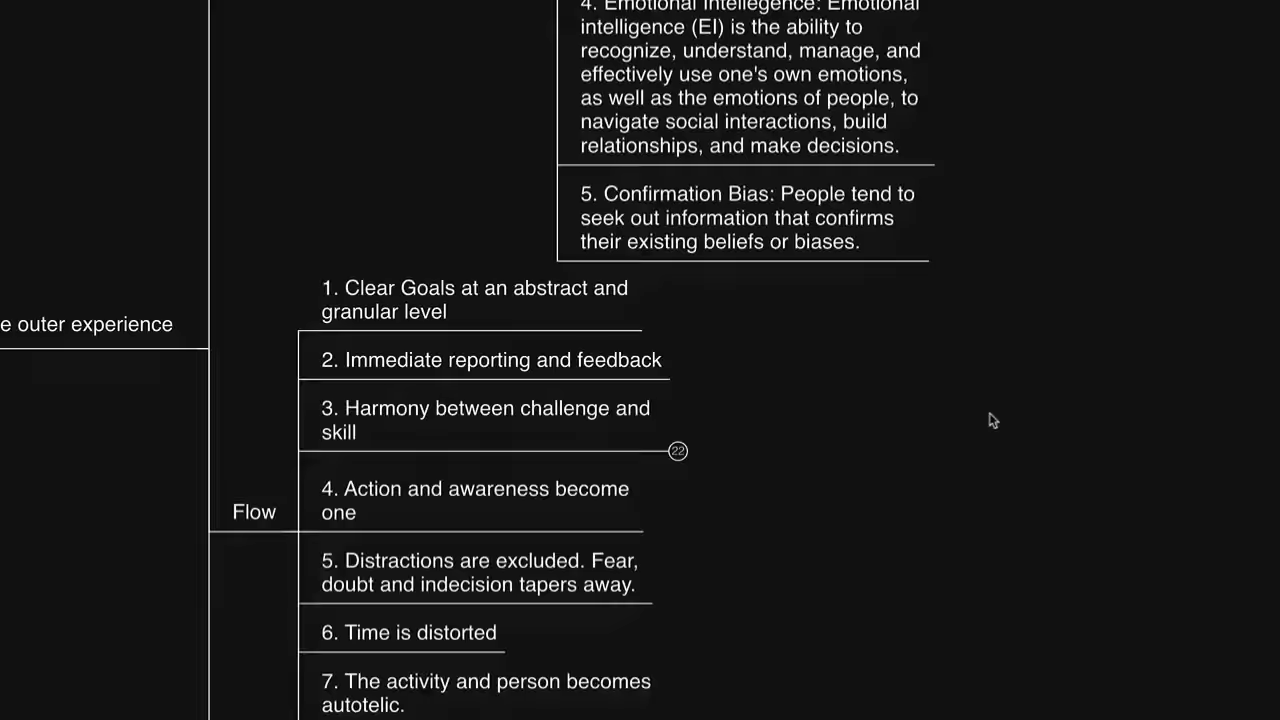 4. Emotional Intellegence: Emotional
intelligence (EI) is the ability to
recognize, understand, manage, and
effectively use one's own emotions,
as well as the emotions of people, to
navigate social interactions, build
relationships, and make decisions.
5. Confirmation Bias: People tend to
seek out information that confirms
their existing beliefs or biases.
e outer experience
Flow
1. Clear Goals at an abstract and
granular level
2. Immediate reporting and feedback
3. Harmony between challenge and
skill
22
4. Action and awareness become
one
5. Distractions are excluded. Fear,
doubt and indecision tapers away.
6. Time is distorted
7. The activity and person becomes
autotelic.